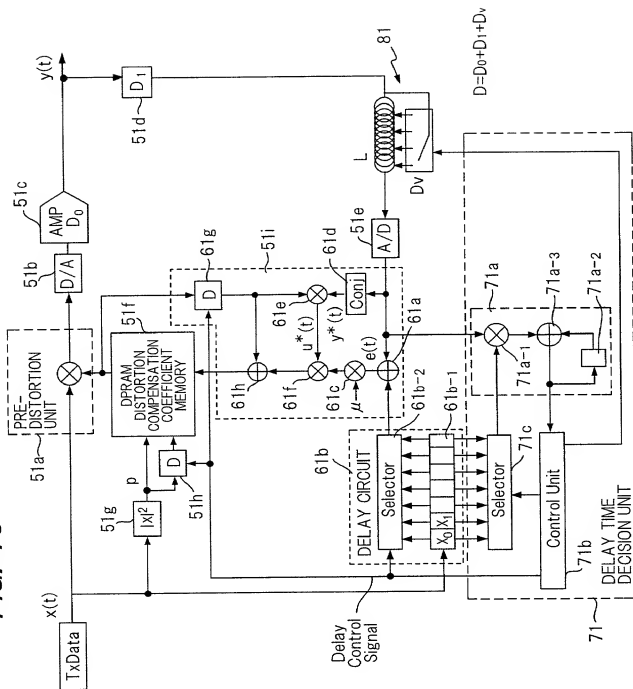 TxData
x(t)
PRE-
DISTORTION
UNIT
51a
51b
D/A
51c
AMP
D0
y(t)
D1
51d
51g
|X|²
p
51h
D
51f
DPRAM
DISTORTION
COMPENSATION
COEFFICIENT
MEMORY
61g
D
51i
61e
61d
Conj
u*(t)
y*(t)
61h
61f
61c
μ
e(t)
61a
51e
A/D
L
Dv
81
D=D0+D1+Dv
61b
DELAY CIRCUIT
Selector
61b-2
61b-1
X0 X1
Selector
71c
71a
71a-1
71a-3
71a-2
Delay
Control
Signal
Control Unit
71b
71
DELAY TIME
DECISION UNIT